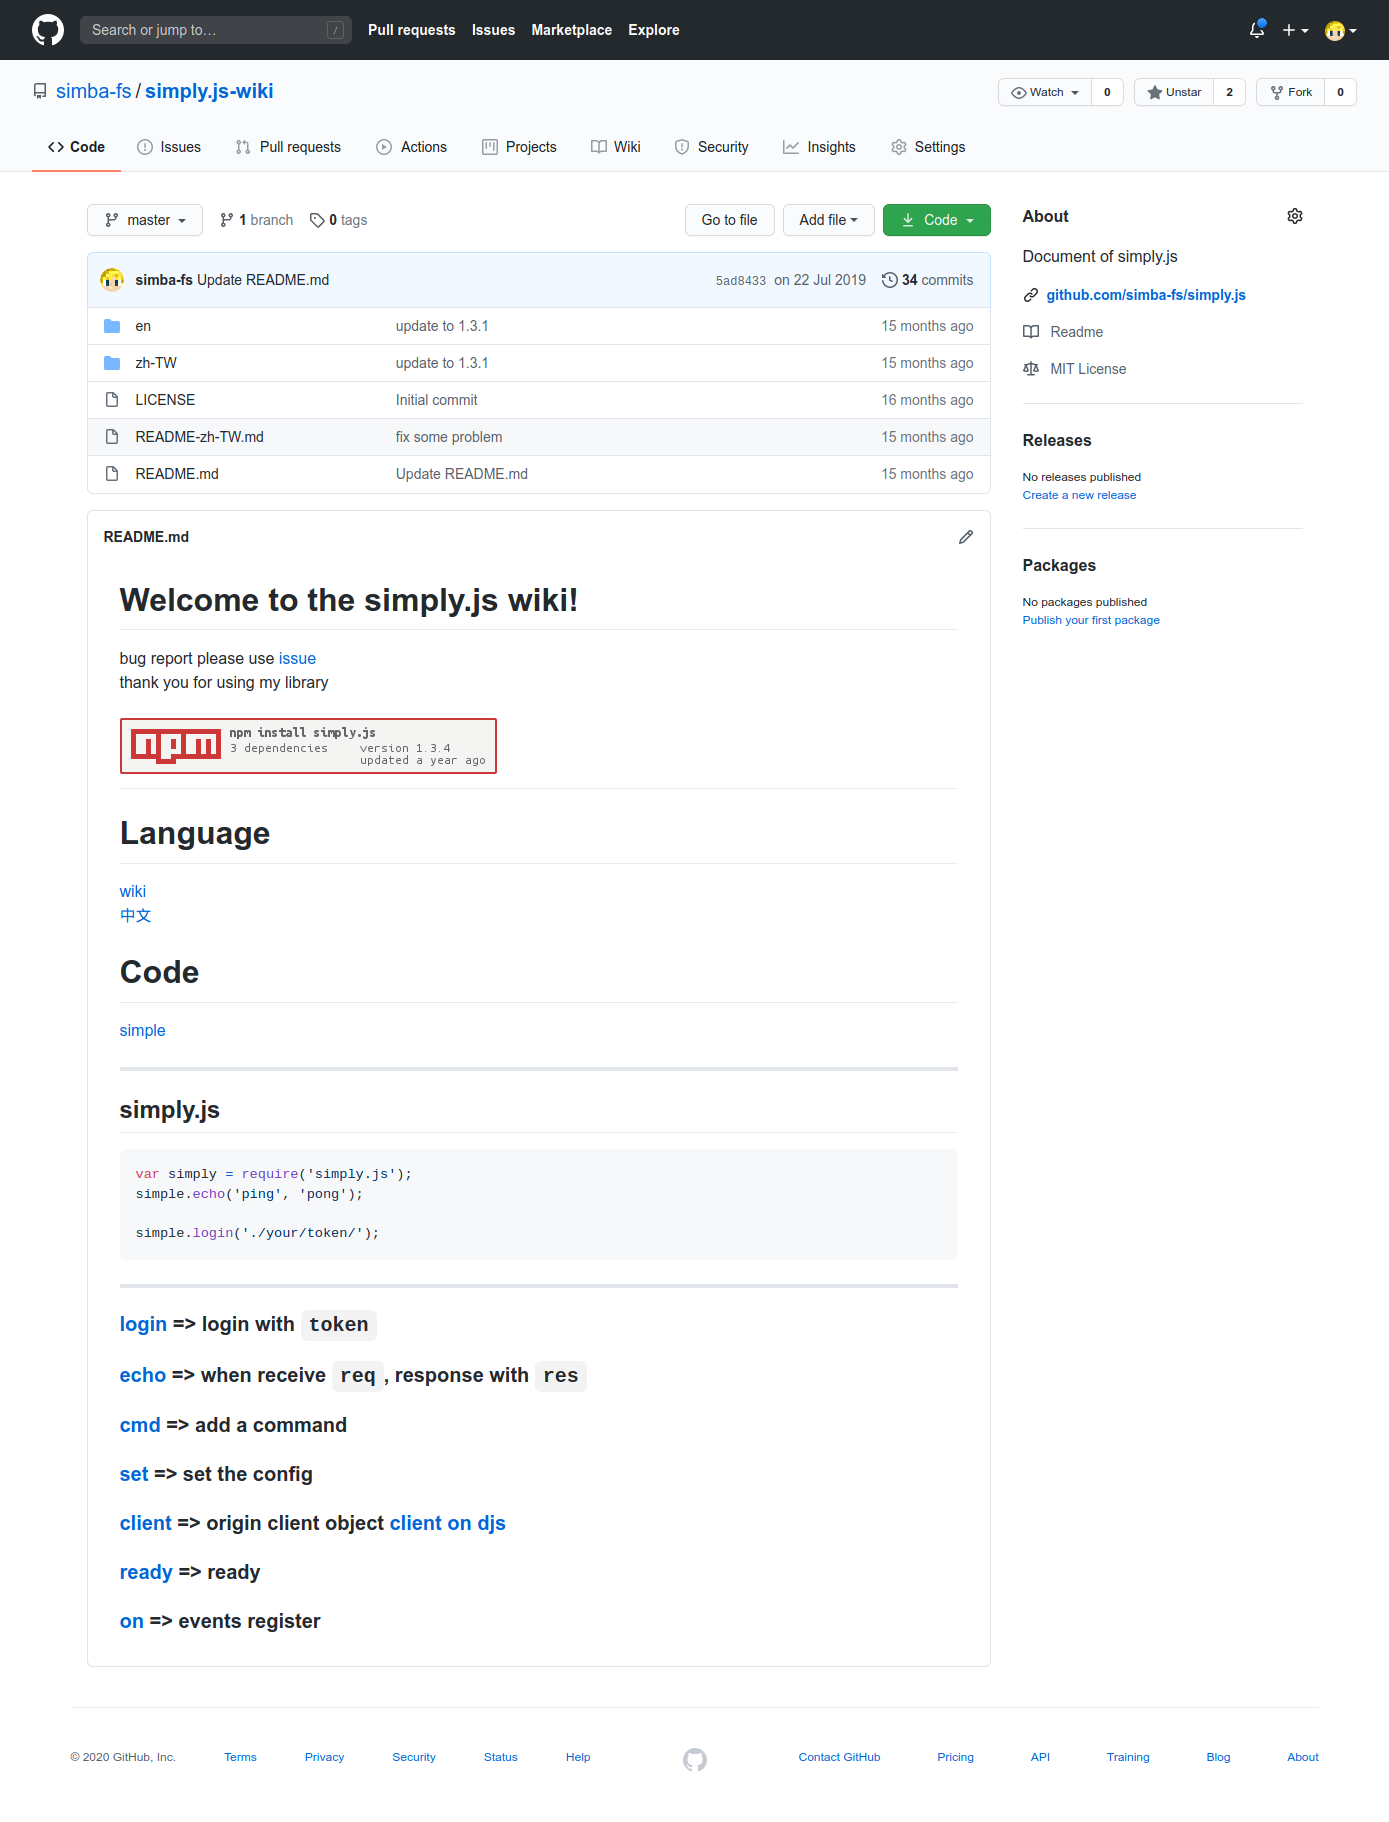 Search or jump to… /
Pull requests Issues Marketplace Explore
simba-fs / simply.js-wiki
Watch 0 Unstar 2 Fork 0
Code Issues Pull requests Actions Projects Wiki Security Insights Settings
master 1 branch 0 tags Go to file Add file Code
simba-fs Update README.md 5ad8433 on 22 Jul 2019 34 commits
en update to 1.3.1 15 months ago
zh-TW update to 1.3.1 15 months ago
LICENSE Initial commit 16 months ago
README-zh-TW.md fix some problem 15 months ago
README.md Update README.md 15 months ago
README.md
Welcome to the simply.js wiki!
bug report please use issue
thank you for using my library
npm
npm install simply.js
3 dependencies version 1.3.4
updated a year ago
Language
wiki
中文
Code
simple
simply.js
var simply = require('simply.js');
simple.echo('ping', 'pong');
simple.login('./your/token/');
login => login with token
echo => when receive req , response with res
cmd => add a command
set => set the config
client => origin client object client on djs
ready => ready
on => events register
About
Document of simply.js
github.com/simba-fs/simply.js
Readme
MIT License
Releases
No releases published
Create a new release
Packages
No packages published
Publish your first package
© 2020 GitHub, Inc. Terms Privacy Security Status Help Contact GitHub Pricing API Training Blog About